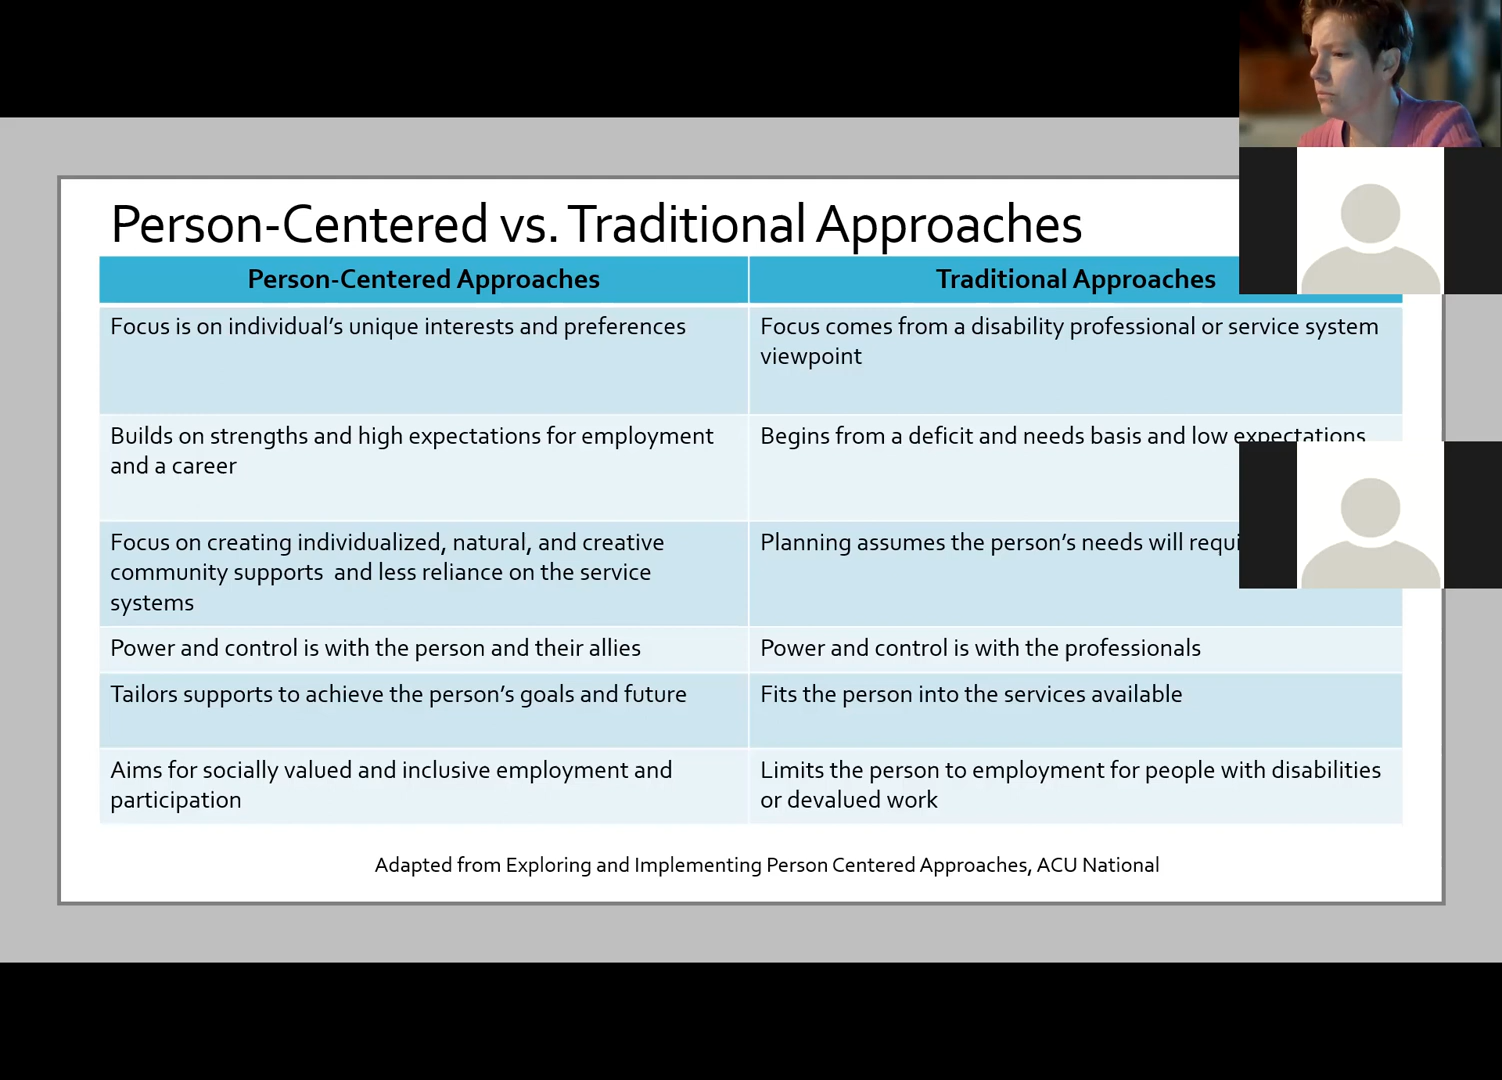 Person-Centered vs. Traditional Approaches
Person-Centered Approaches
Traditional Approaches
Focus is on individual’s unique interests and preferences
Focus comes from a disability professional or service system
viewpoint
Builds on strengths and high expectations for employment
and a career
Begins from a deficit and needs basis and low expectations
Focus on creating individualized, natural, and creative
community supports  and less reliance on the service
systems
Planning assumes the person’s needs will
Power and control is with the person and their allies
Power and control is with the professionals
Tailors supports to achieve the person’s goals and future
Fits the person into the services available
Aims for socially valued and inclusive employment and
participation
Limits the person to employment for people with disabilities
or devalued work
Adapted from Exploring and Implementing Person Centered Approaches, ACU National